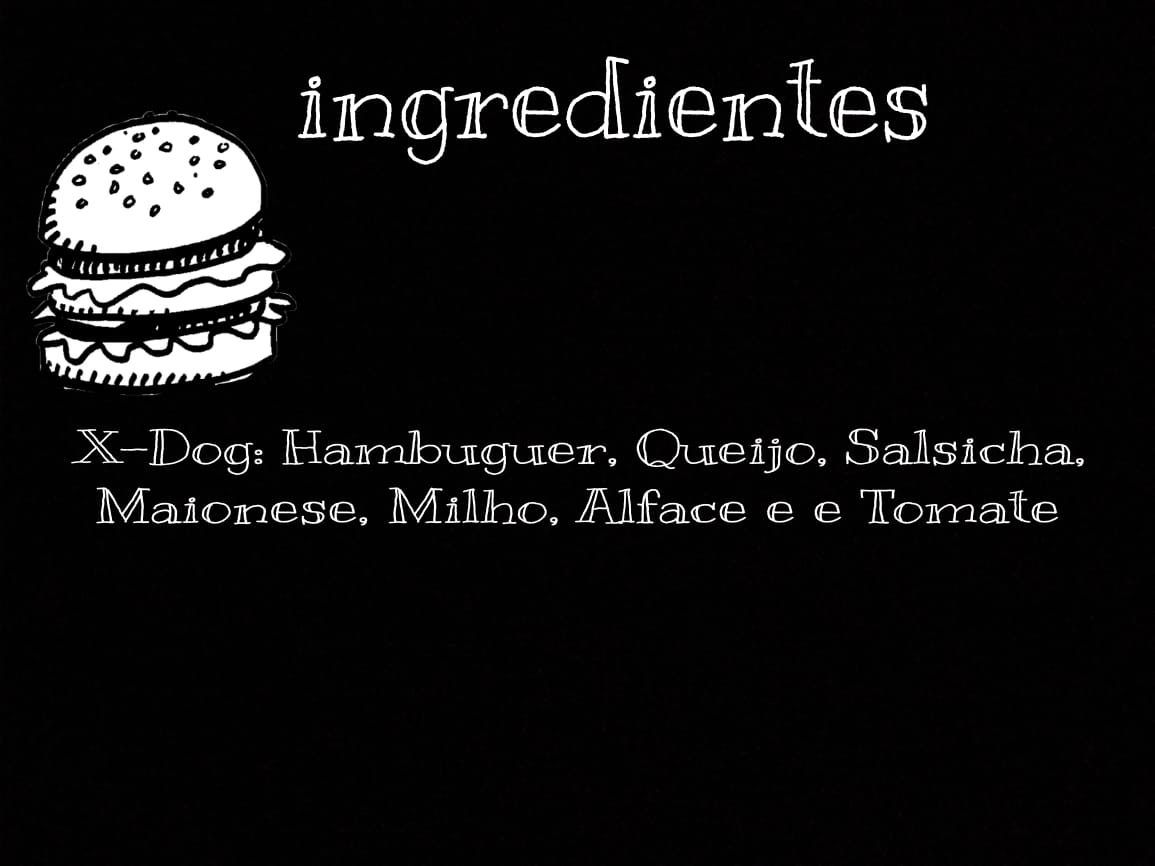 ingredientes
X-Dog: Hambuguer, Queijo, Salsicha,
Maionese, Milho, Alface e e Tomate